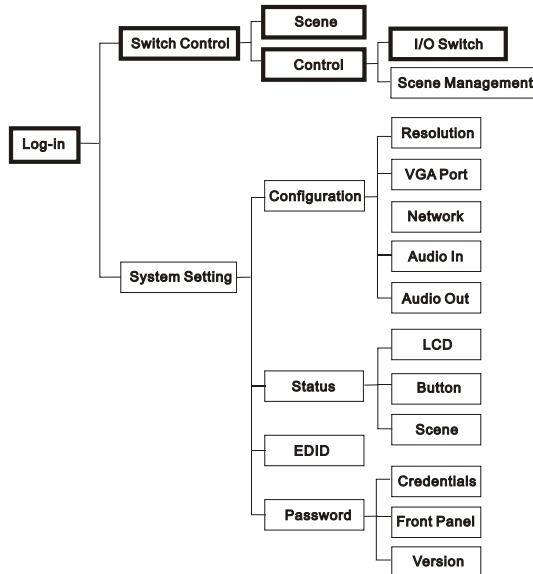 Scene
Switch Control
I/O Switch
Control
Scene Management
Log-in
Resolution
VGA Port
Configuration
Network
Audio In
System Setting
Audio Out
LCD
Status
Button
Scene
EDID
Credentials
Password
Front Panel
Version